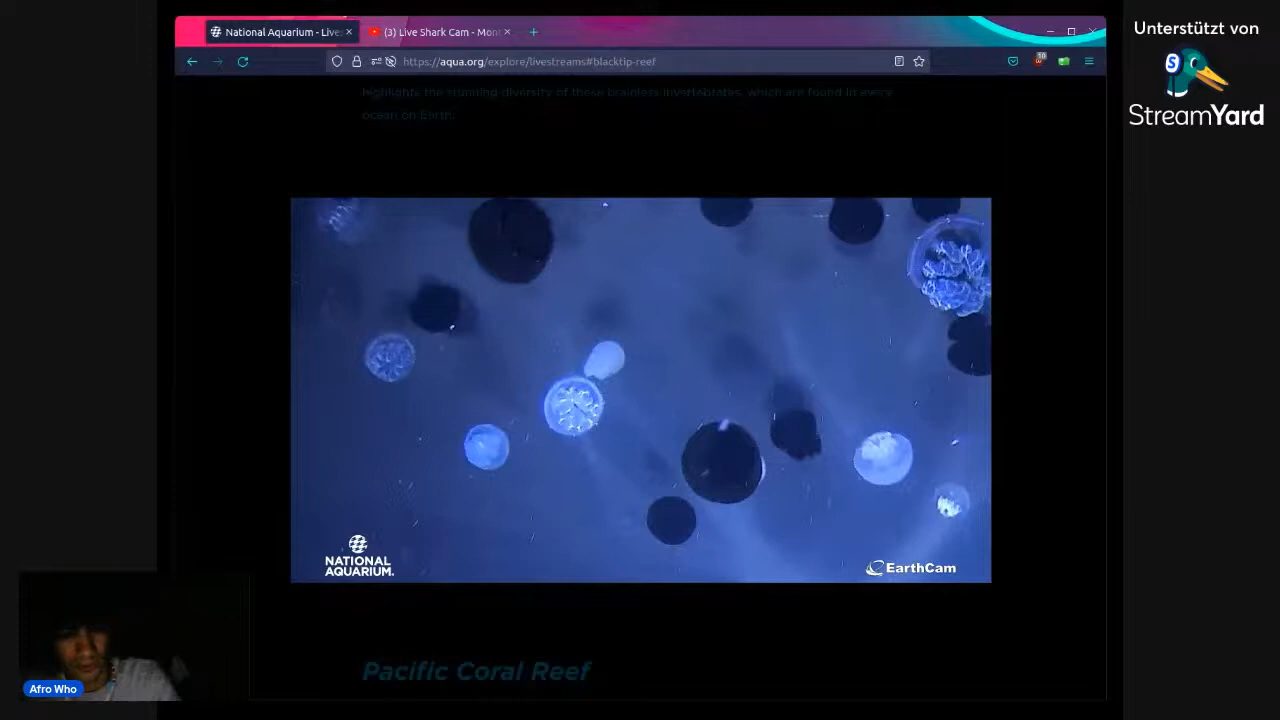 National Aquarium - Live
(3) Live Shark Cam - Mont
https://aqua.org/explore/livestreams#blacktip-reef
10
highlights the stunning diversity of these brainless invertebrates, which are found in every
ocean on Earth.
NATIONAL
AQUARIUM.
EarthCam
Pacific Coral Reef
Afro Who
Unterstützt von
S
StreamYard